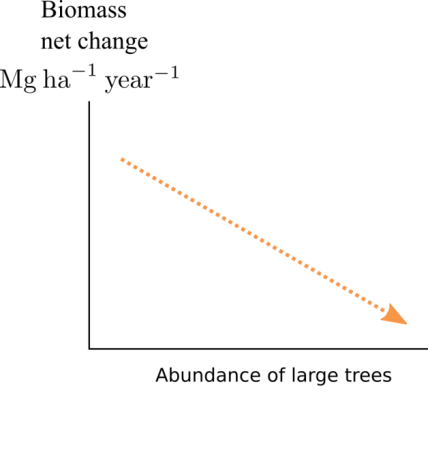 Biomass
net change
Mg ha⁻¹ year⁻¹
Abundance of large trees